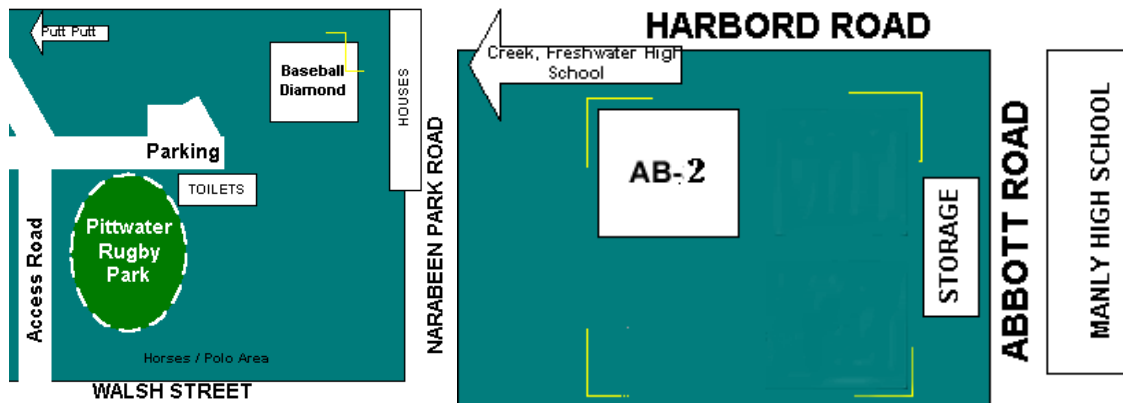 Putt Putt
Baseball
Diamond
HOUSES
Parking
TOILETS
Pittwater
Rugby
Park
Access Road
Horses / Polo Area
WALSH STREET
NARABEEN PARK ROAD
HARBORD ROAD
Creek, Freshwater High
School
AB-2
STORAGE
ABBOTT ROAD
MANLY HIGH SCHOOL